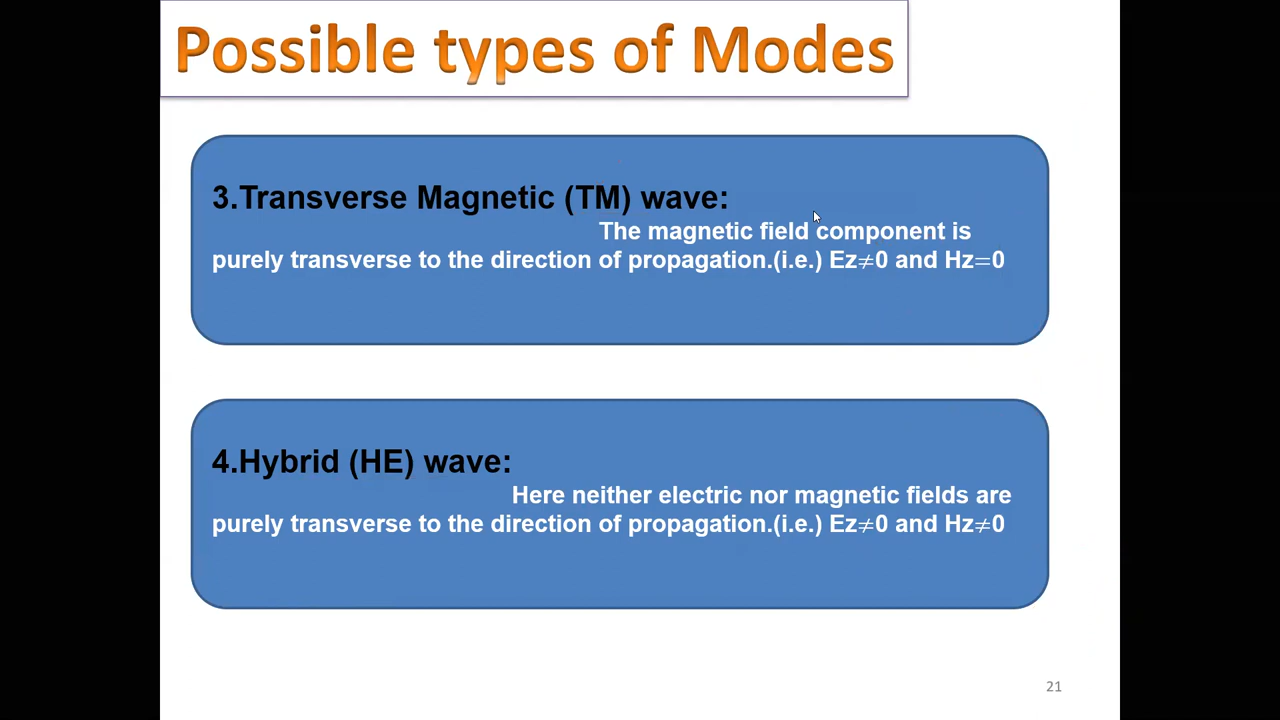 Possible types of Modes
3.Transverse Magnetic (TM) wave:
The magnetic field component is
purely transverse to the direction of propagation.(i.e.) Ez≠0 and Hz=0
4.Hybrid (HE) wave:
Here neither electric nor magnetic fields are
purely transverse to the direction of propagation.(i.e.) Ez≠0 and Hz≠0
21